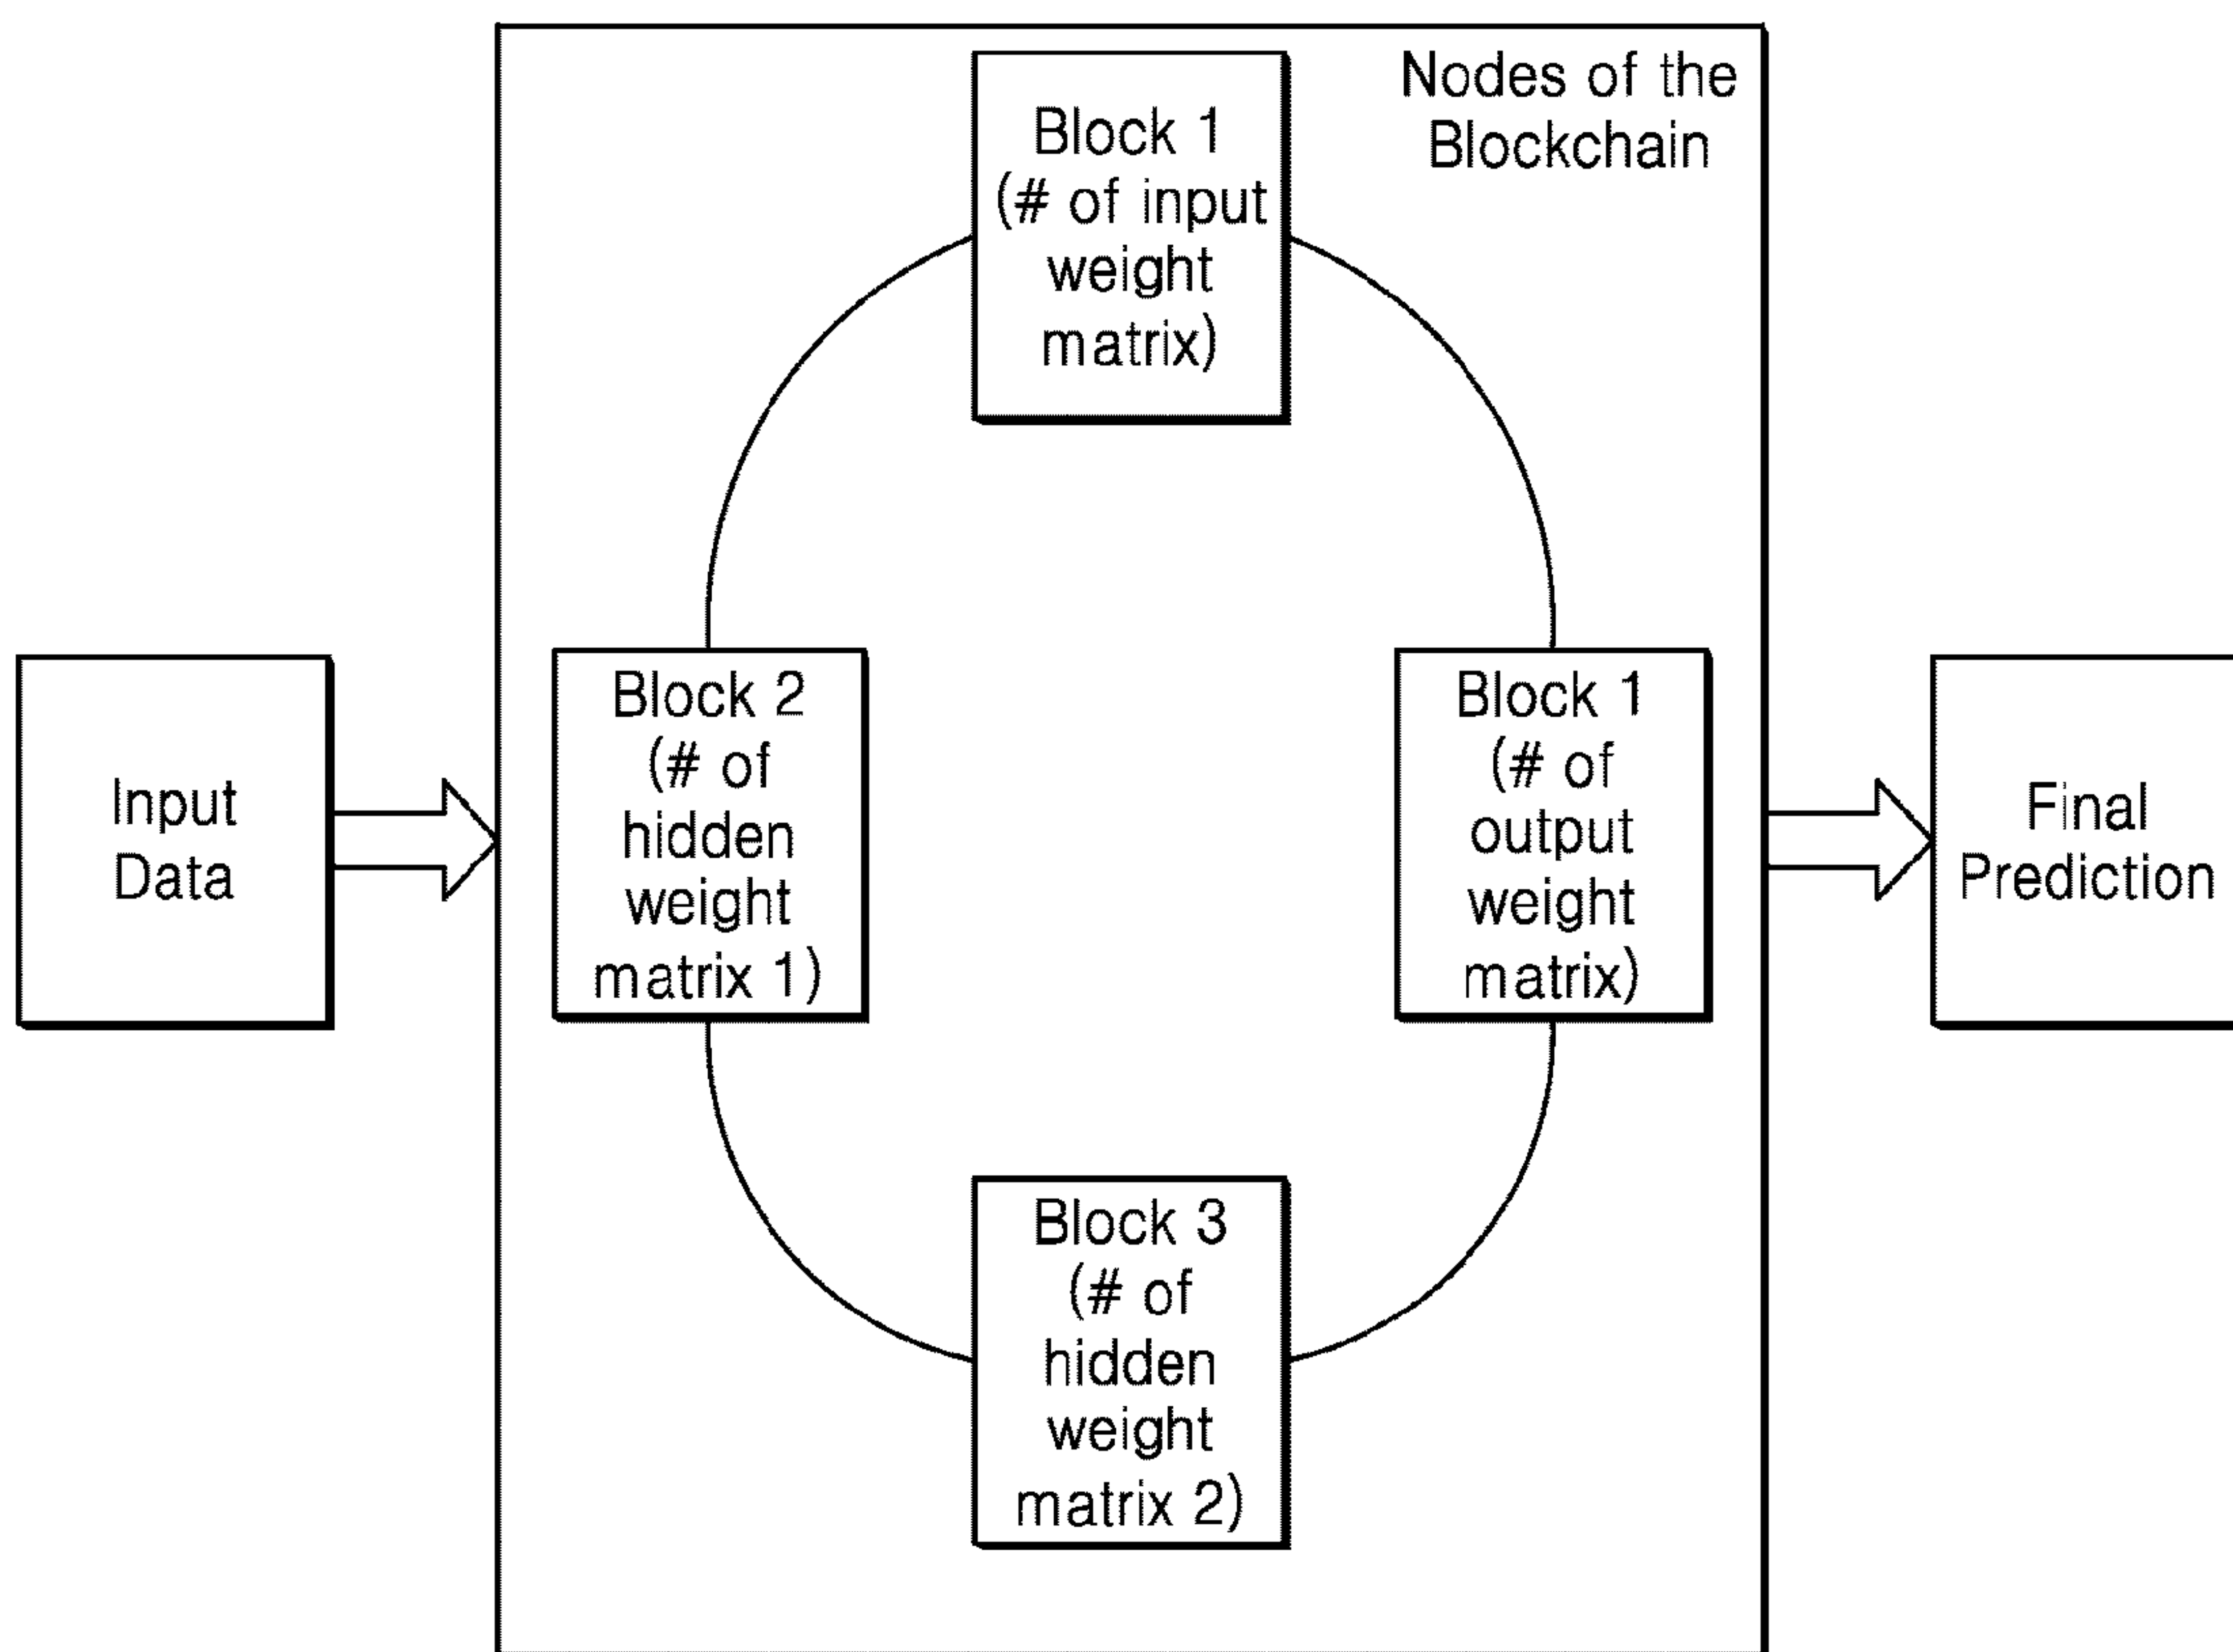 Nodes of the
Blockchain
Block 1
(# of input
weight
matrix)
Input
Data
Block 2
(# of
hidden
weight
matrix 1)
Block 1
(# of
output
weight
matrix)
Final
Prediction
Block 3
(# of
hidden
weight
matrix 2)